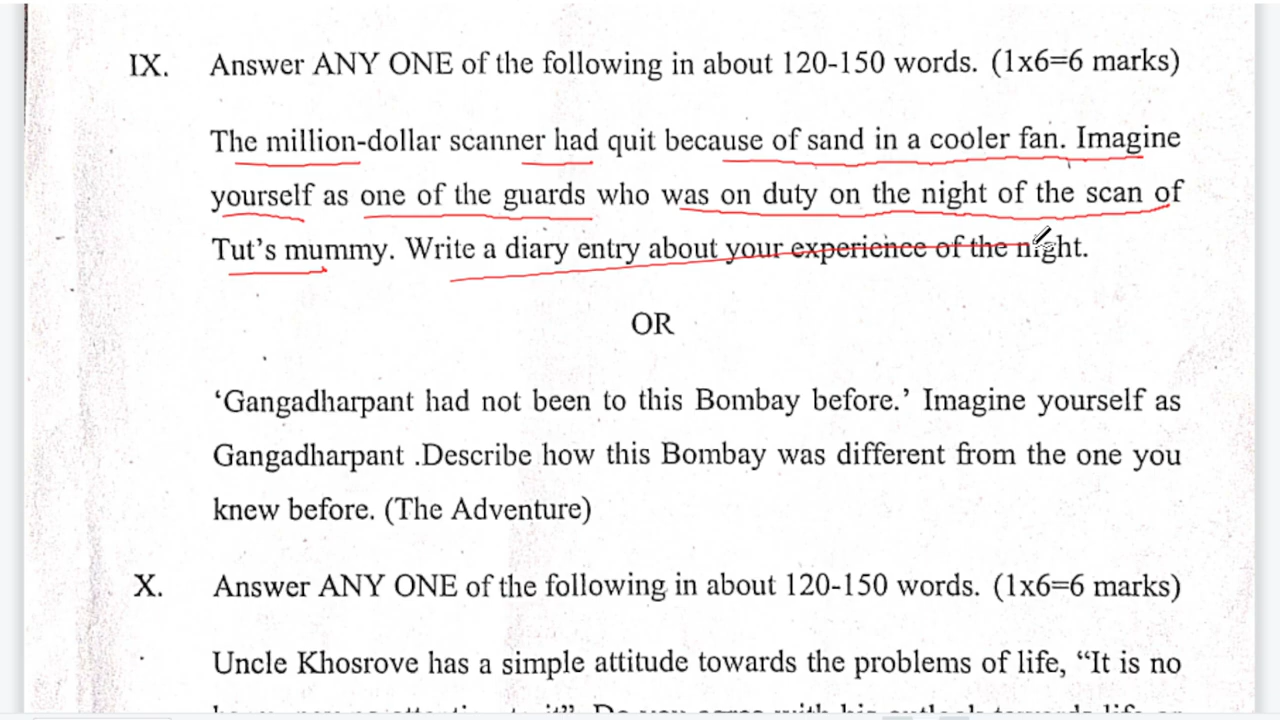 IX. Answer ANY ONE of the following in about 120-150 words. (1x6=6 marks)
The million-dollar scanner had quit because of sand in a cooler fan. Imagine
yourself as one of the guards who was on duty on the night of the scan of
Tut's mummy. Write a diary entry about your experience of the night.
OR
'Gangadharpant had not been to this Bombay before.' Imagine yourself as
Gangadharpant .Describe how this Bombay was different from the one you
knew before. (The Adventure)
X. Answer ANY ONE of the following in about 120-150 words. (1x6=6 marks)
Uncle Khosrove has a simple attitude towards the problems of life, "It is no